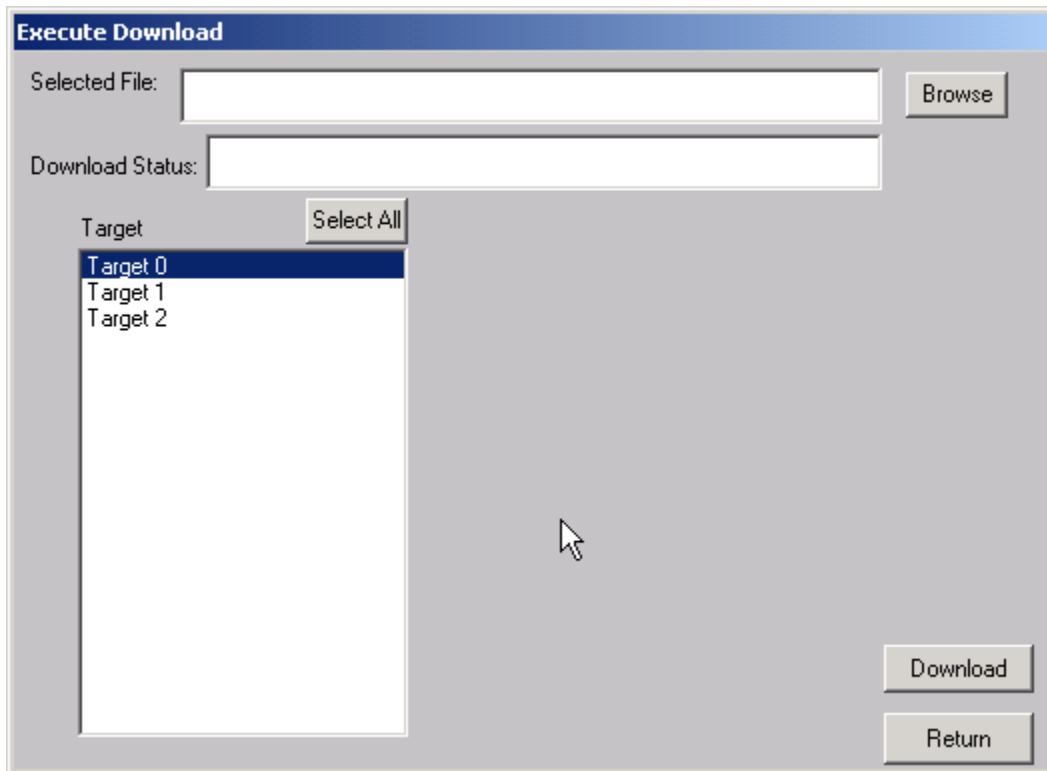 Execute Download
Selected File:
Browse
Download Status:
Target
Select All
Target 0
Target 1
Target 2
Download
Return